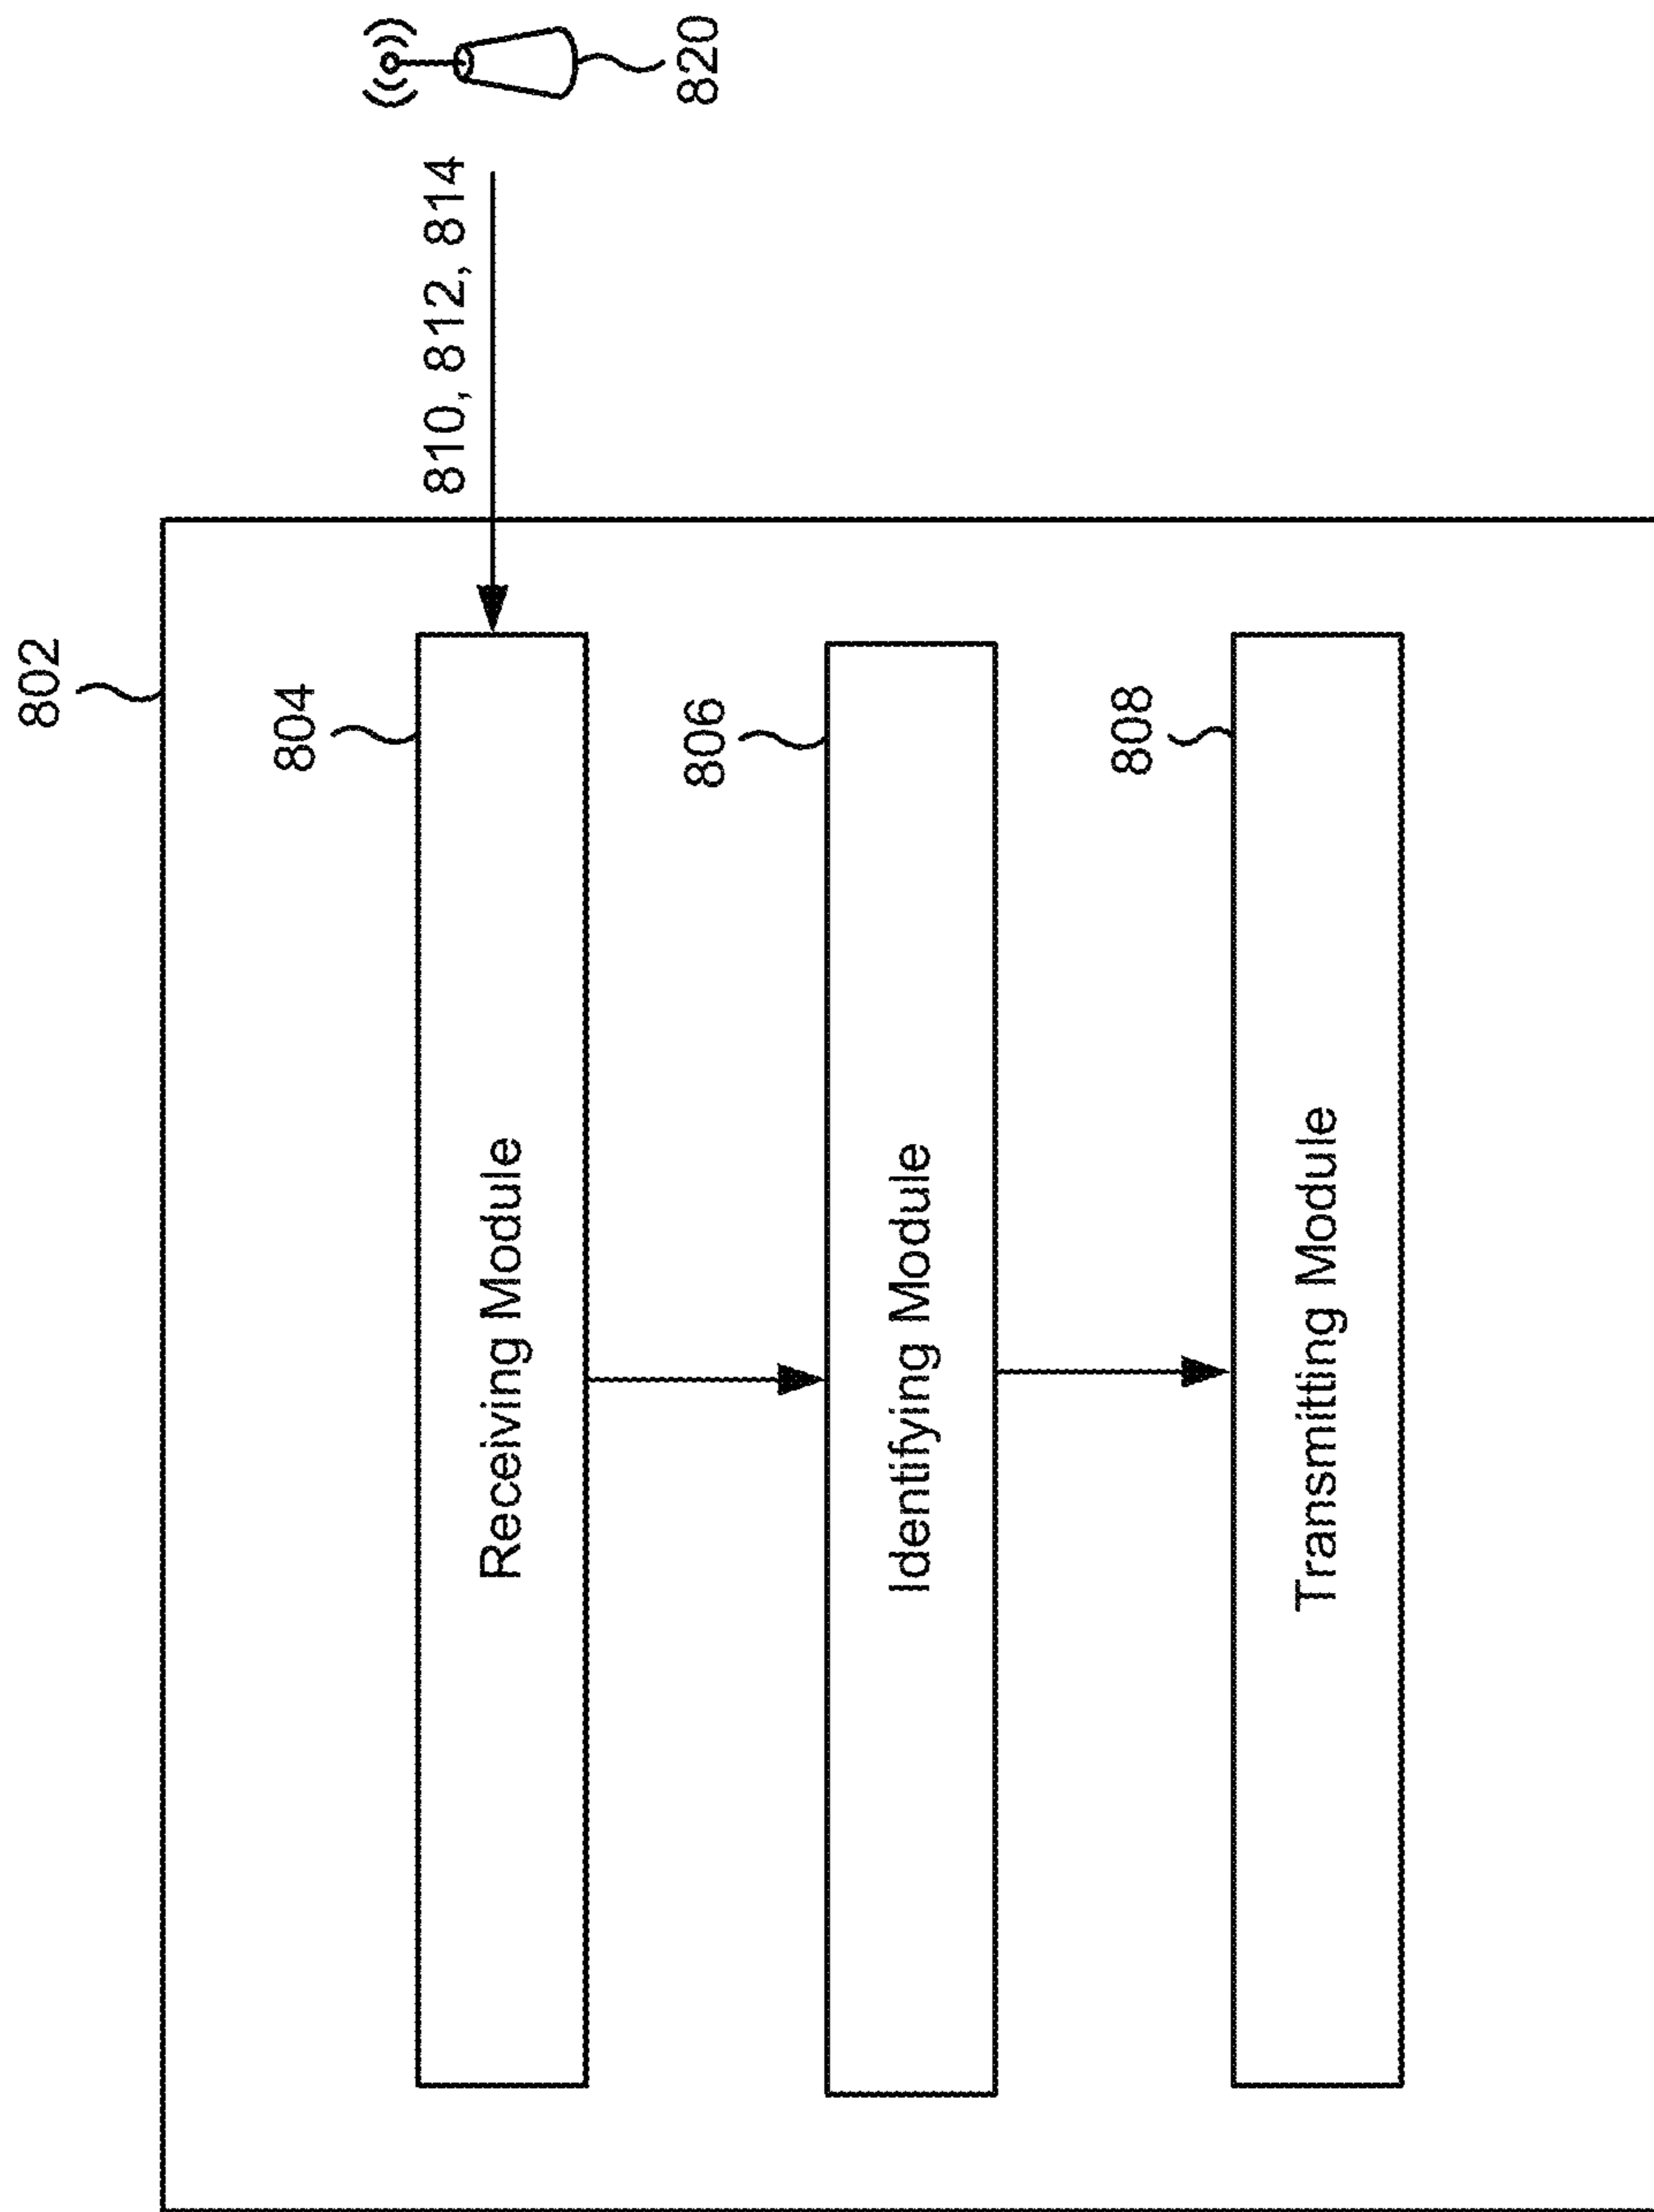 802
804
Receiving Module
810, 812, 814
820
806
Identifying Module
808
Transmitting Module